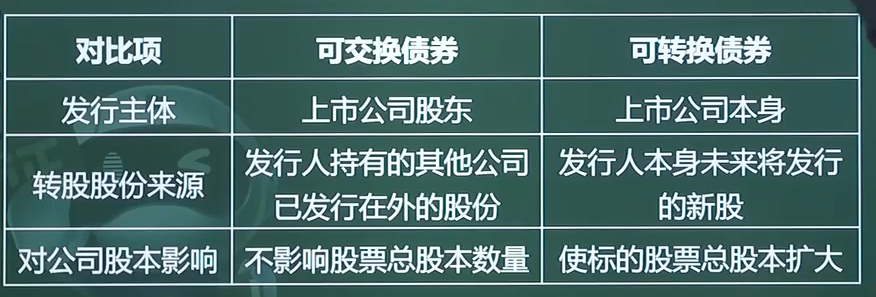 对比项 可交换债券 可转换债券
发行主体 上市公司股东 上市公司本身
转股股份来源 发行人持有的其他公司已发行在外的股份 发行人本身未来将发行的新股
对公司股本影响 不影响股票总股本数量 使标的股票总股本扩大